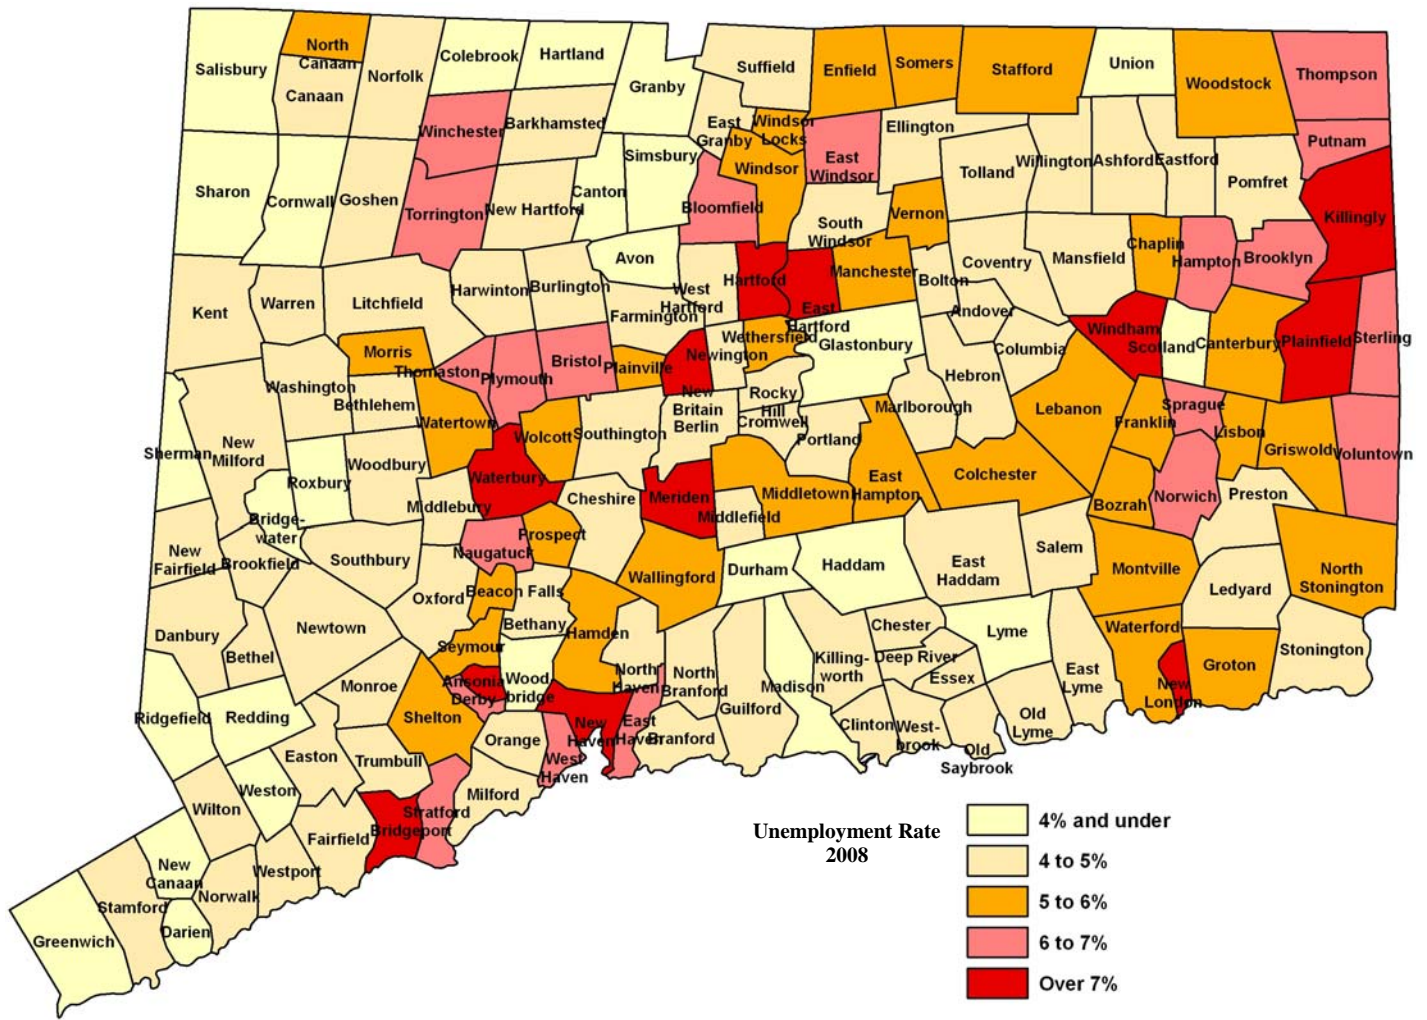 North
Canaan
Salisbury
Canaan
Norfolk
Colebrook
Hartland
Granby
Suffield
Enfield
Somers
Stafford
Union
Woodstock
Thompson
Winchester
Barkhamsted
East
Granby
Windsor
Locks
Ellington
Putnam
Sharon
Cornwall
Goshen
Torrington
New Hartford
Canton
Simsbury
Bloomfield
Windsor
East
Windsor
Tolland
Willington
Ashford
Eastford
Pomfret
Killingly
South
Windsor
Vernon
Avon
Hartford
Manchester
Bolton
Coventry
Mansfield
Chaplin
Hampton
Brooklyn
Kent
Warren
Litchfield
Harwinton
Burlington
Farmington
West
Hartford
East
Hartford
Andover
Columbia
Windham
Scotland
Canterbury
Plainfield
Sterling
Morris
Thomaston
Plymouth
Bristol
Plainville
Newington
Wethersfield
Glastonbury
Hebron
Washington
Bethlehem
Watertown
Wolcott
Southington
New
Britain
Berlin
Rocky
Hill
Cromwell
Portland
Marlborough
Lebanon
Franklin
Sprague
Lisbon
Griswold
Voluntown
Sherman
New
Milford
Roxbury
Woodbury
Waterbury
Cheshire
Meriden
Middletown
East
Hampton
Colchester
Bozrah
Norwich
Preston
Bridge-
water
Middlebury
Middlefield
New
Fairfield
Brookfield
Southbury
Naugatuck
Prospect
Wallingford
Durham
Haddam
East
Haddam
Salem
Montville
Ledyard
North
Stonington
Danbury
Bethel
Newtown
Oxford
Beacon Falls
Bethany
Seymour
Hamden
North
Haven
North
Branford
Guilford
Madison
Killing-
worth
Chester
Deep River
Essex
Lyme
East
Lyme
Waterford
New
London
Groton
Stonington
Ridgefield
Redding
Monroe
Shelton
Ansonia
Derby
Wood
bridge
Orange
New
Haven
West
Haven
East
Haven
Branford
Clinton
West-
brook
Old
Saybrook
Old
Lyme
Easton
Trumbull
Milford
Weston
Wilton
Fairfield
Bridgeport
Stratford
New
Canaan
Norwalk
Westport
Stamford
Darien
Greenwich
Unemployment Rate
2008
4% and under
4 to 5%
5 to 6%
6 to 7%
Over 7%